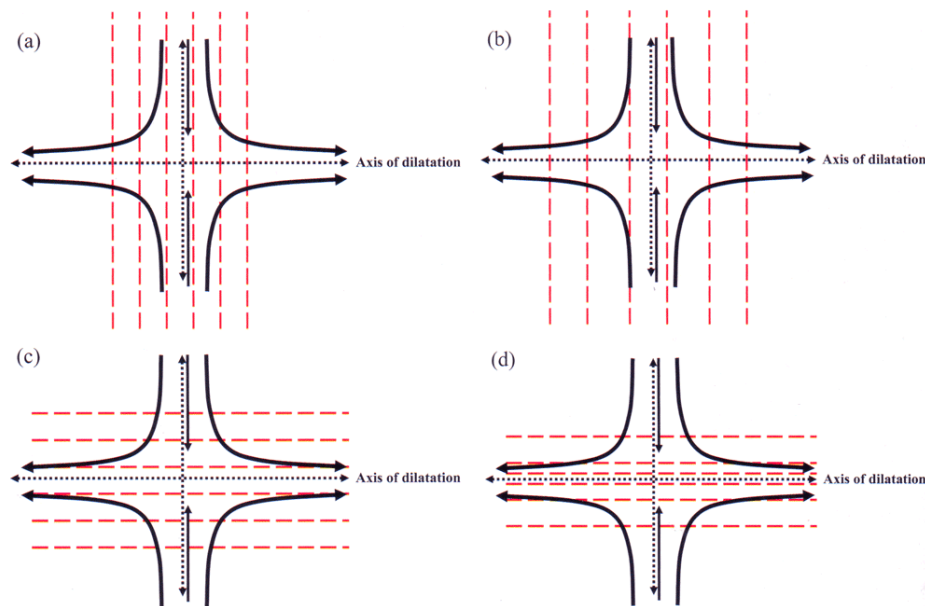 (a)
Axis of dilatation
(b)
Axis of dilatation
(c)
Axis of dilatation
(d)
Axis of dilatation